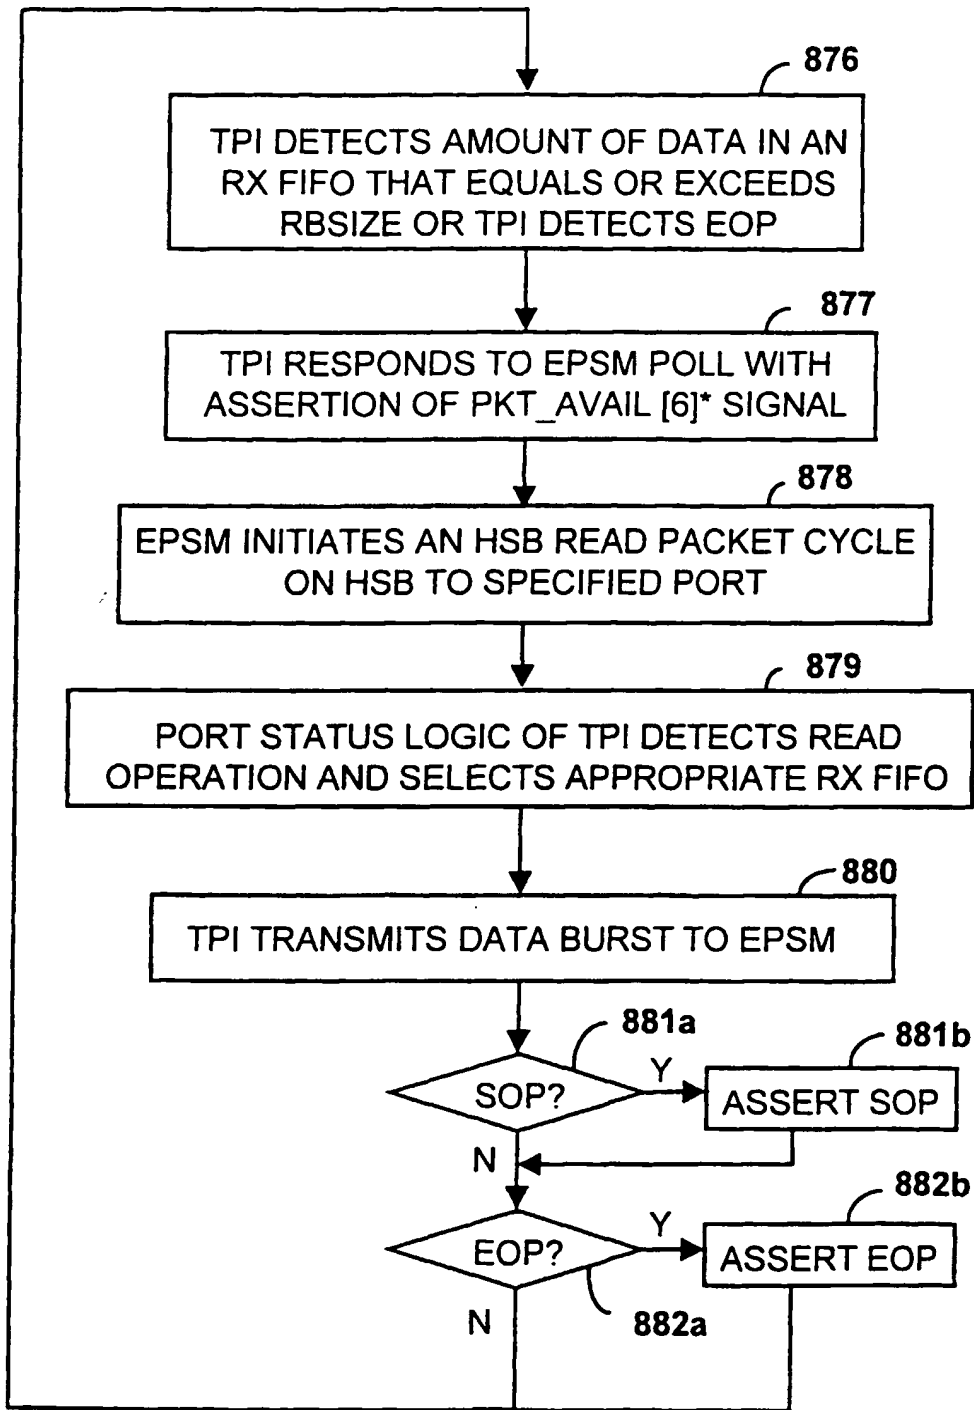 876
TPI DETECTS AMOUNT OF DATA IN AN
RX FIFO THAT EQUALS OR EXCEEDS
RBSIZE OR TPI DETECTS EOP
877
TPI RESPONDS TO EPSM POLL WITH
ASSERTION OF PKT_AVAIL [6]* SIGNAL
878
EPSM INITIATES AN HSB READ PACKET CYCLE
ON HSB TO SPECIFIED PORT
879
PORT STATUS LOGIC OF TPI DETECTS READ
OPERATION AND SELECTS APPROPRIATE RX FIFO
880
TPI TRANSMITS DATA BURST TO EPSM
881a
881b
SOP?
Y
ASSERT SOP
N
882b
EOP?
Y
ASSERT EOP
N
882a